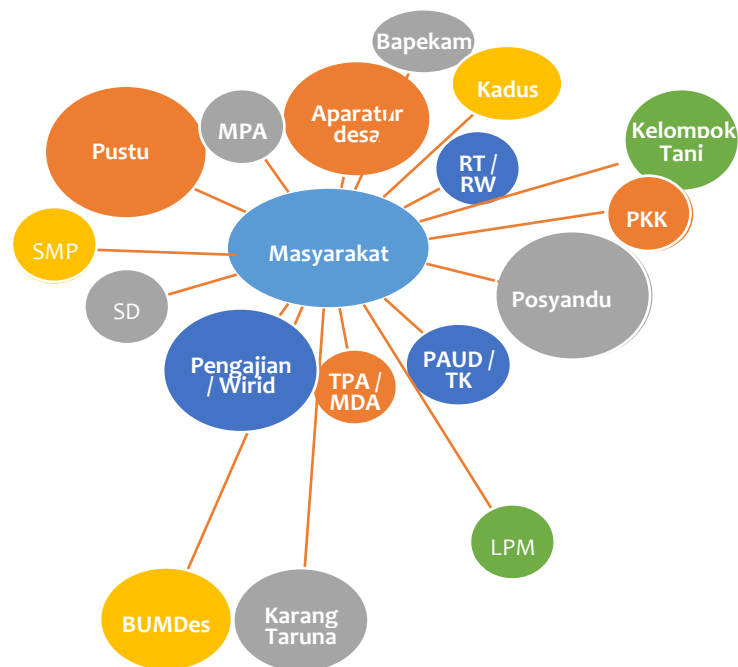 Bapekam
Kadus
Aparatur
desa
MPA
Pustu
Kelompok
Tani
RT /
RW
PKK
SMP
Masyarakat
SD
Posyandu
Pengajian
/ Wirid
TPA /
MDA
PAUD /
TK
LPM
BUMDes
Karang
Taruna